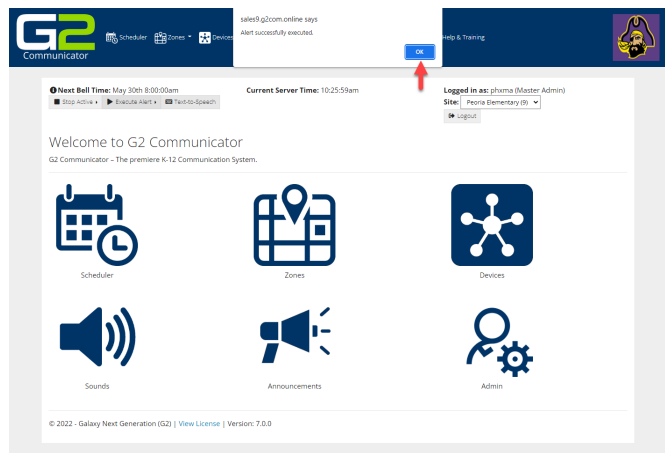 G2
Communicator
Scheduler
Zones
Devices
sales9.g2com.online says
Alert successfully executed.
OK
Help & Training
Next Bell Time: May 30th 8:00:00am
Stop Active
Execute Alert
Text-to-Speech
Current Server Time: 10:25:59am
Logged in as: phxma (Master Admin)
Site: Peoria Elementary (9)
Logout
Welcome to G2 Communicator
G2 Communicator – The premiere K-12 Communication System.
Scheduler
Zones
Devices
Sounds
Announcements
Admin
© 2022 - Galaxy Next Generation (G2) | View License | Version: 7.0.0